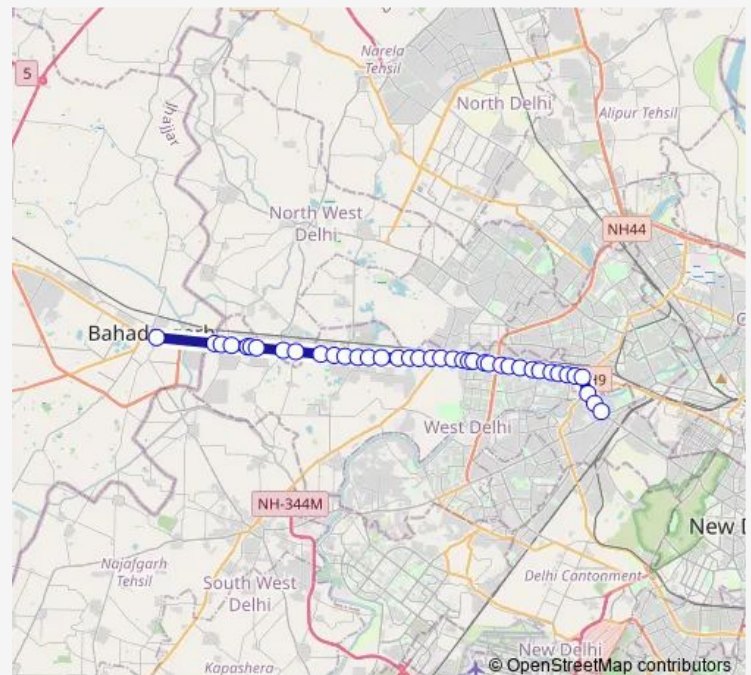 5
Narela
Tehsil
North Delhi
Jhajjar
Alipur Tehsil
North West
Delhi
NH44
West Delhi
NH-344M
New
Najafgarh
Tehsil
South West
Delhi
Delhi Cantonment
New Delhi
Kapashera
© OpenStreetMap contributors